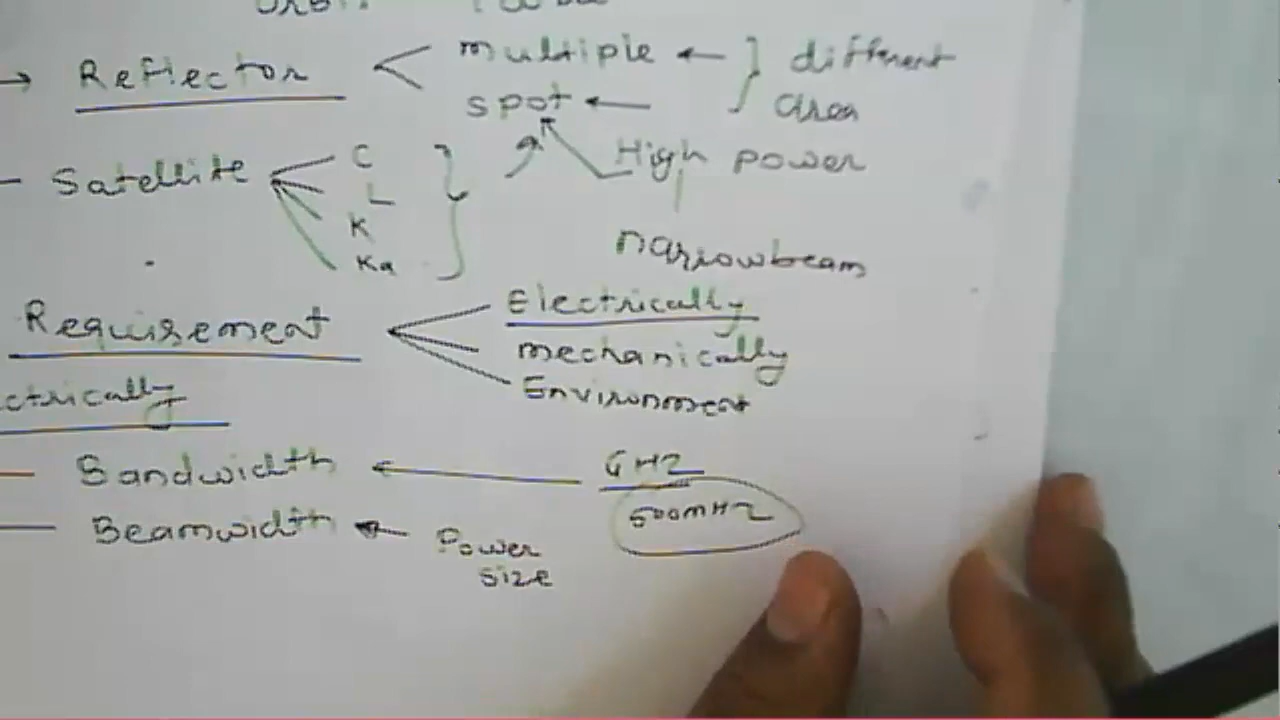 → Reflector < multiple ← } different
spot ← area
High power
— Satellite C }
L
K
Ka
narrowbeam
Requirement Electrically
mechanically
Environment
ctrically
— Bandwidth ← GHZ
500MHZ
— Beamwidth ← Power
size